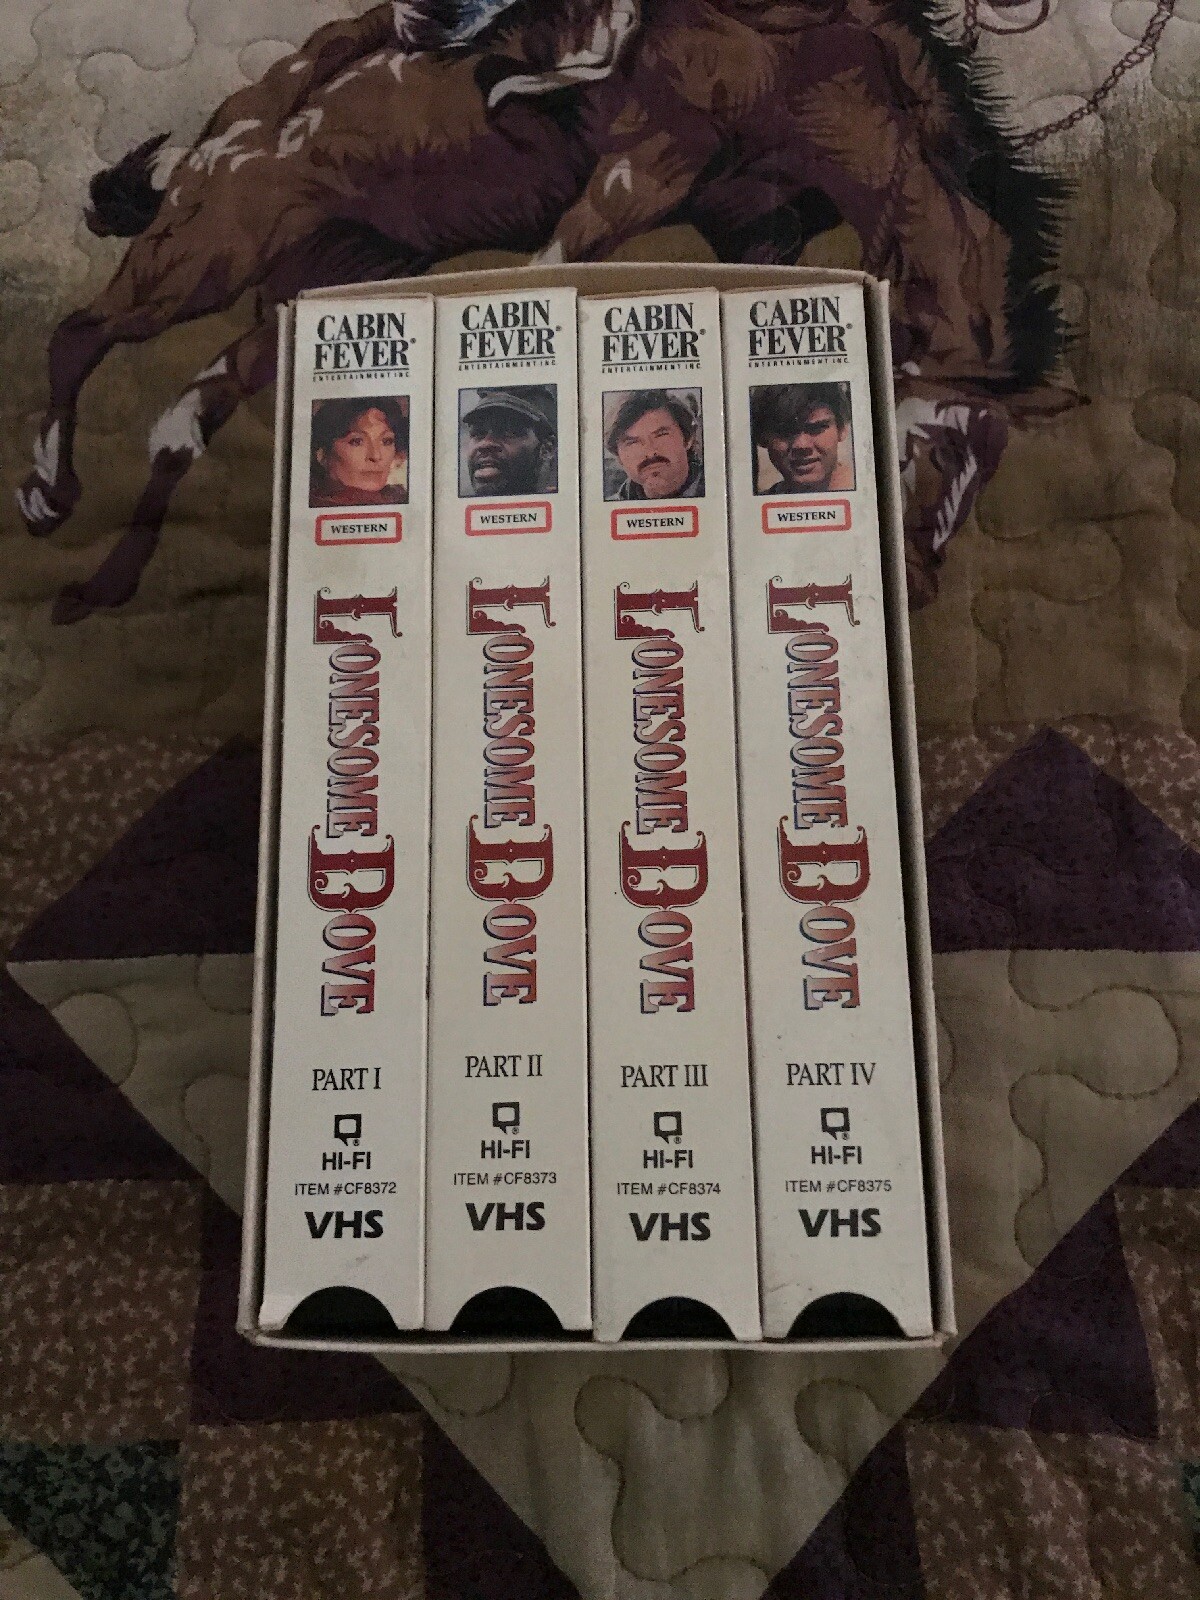 CABIN
FEVER®
ENTERTAINMENT INC.
WESTERN
LONESOME DOVE
PART I
®
HI-FI
ITEM #CF8372
VHS
CABIN
FEVER®
ENTERTAINMENT INC.
WESTERN
LONESOME DOVE
PART II
®
HI-FI
ITEM #CF8373
VHS
CABIN
FEVER®
ENTERTAINMENT INC.
WESTERN
LONESOME DOVE
PART III
®
HI-FI
ITEM #CF8374
VHS
CABIN
FEVER®
ENTERTAINMENT INC.
WESTERN
LONESOME DOVE
PART IV
®
HI-FI
ITEM #CF8375
VHS